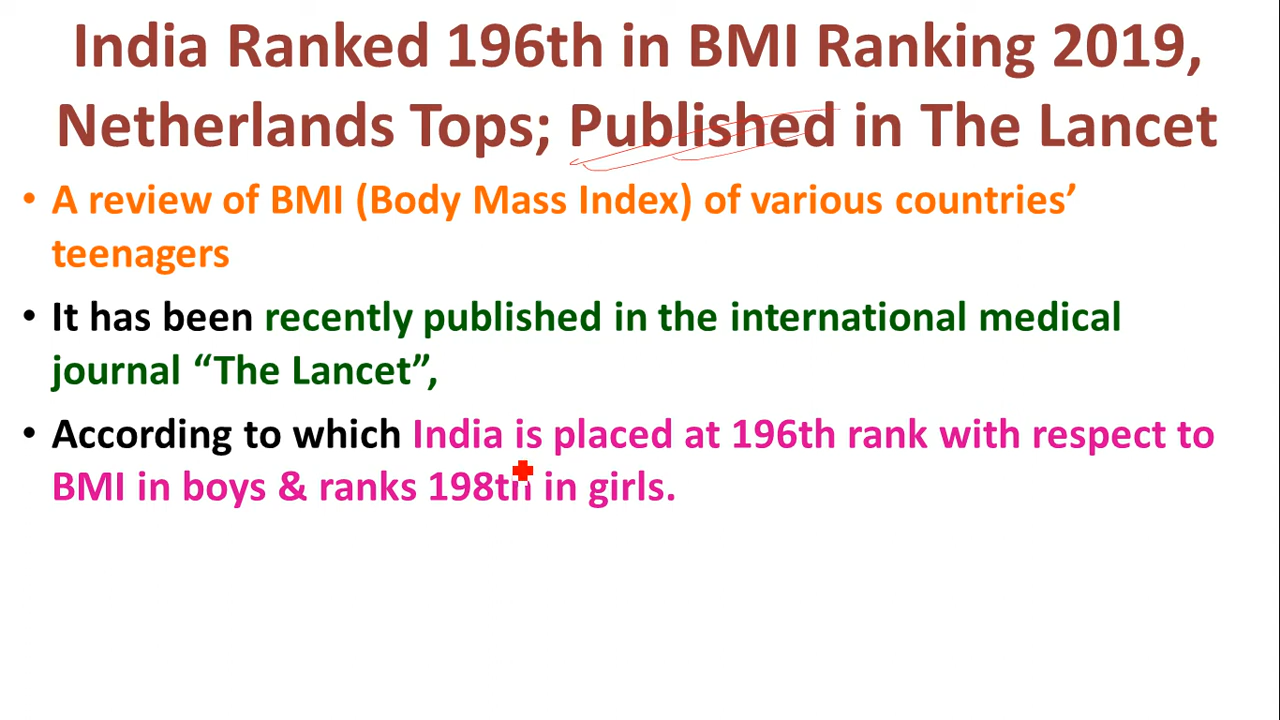 India Ranked 196th in BMI Ranking 2019,
Netherlands Tops; Published in The Lancet
• A review of BMI (Body Mass Index) of various countries’
teenagers
• It has been recently published in the international medical
journal “The Lancet”,
• According to which India is placed at 196th rank with respect to
BMI in boys & ranks 198th in girls.